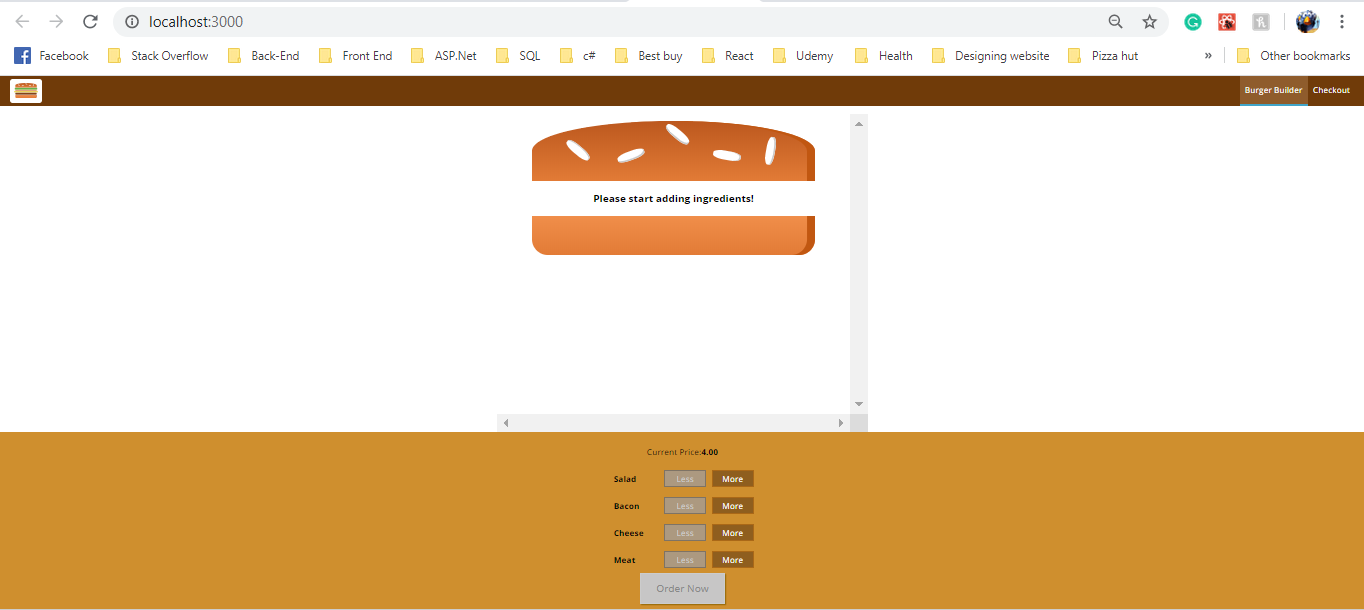 localhost:3000
Facebook Stack Overflow Back-End Front End ASP.Net SQL c# Best buy React Udemy Health Designing website Pizza hut » Other bookmarks
Burger Builder Checkout
Please start adding ingredients!
Current Price:4.00
Salad Less More
Bacon Less More
Cheese Less More
Meat Less More
Order Now